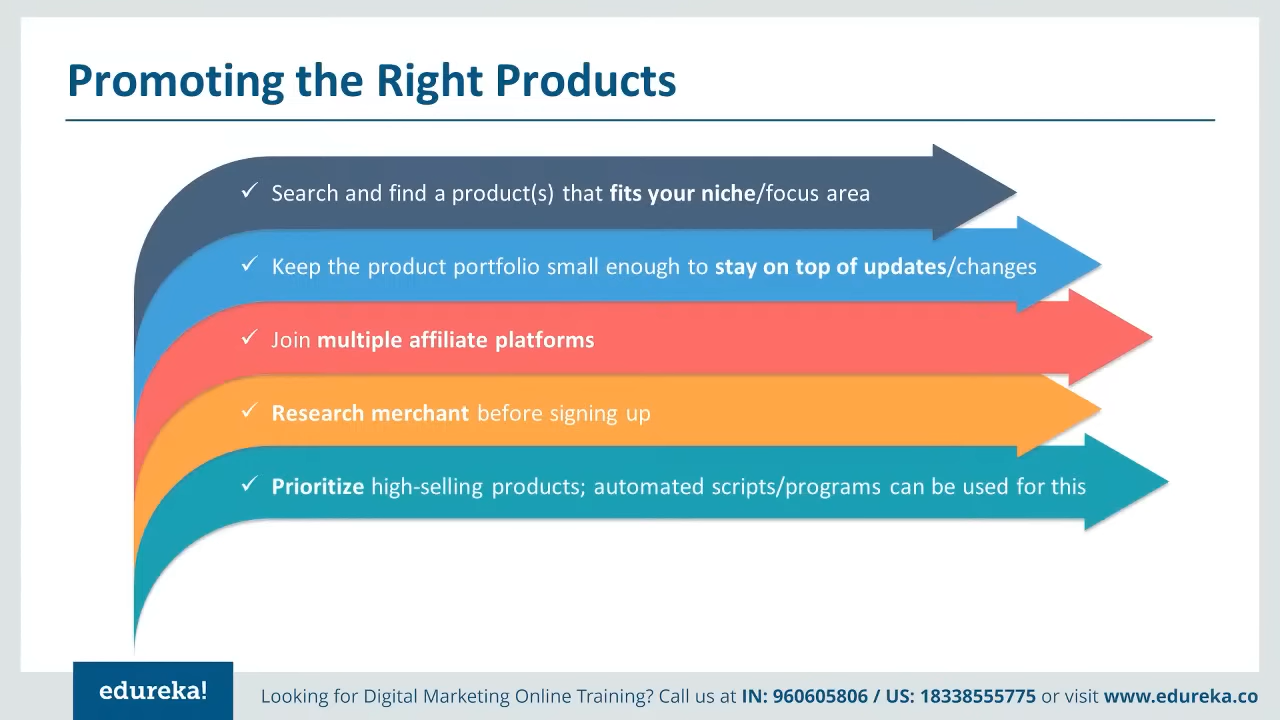 Promoting the Right Products
✓ Search and find a product(s) that fits your niche/focus area
✓ Keep the product portfolio small enough to stay on top of updates/changes
✓ Join multiple affiliate platforms
✓ Research merchant before signing up
✓ Prioritize high-selling products; automated scripts/programs can be used for this
edureka!
Looking for Digital Marketing Online Training? Call us at IN: 960605806 / US: 18338555775 or visit www.edureka.co